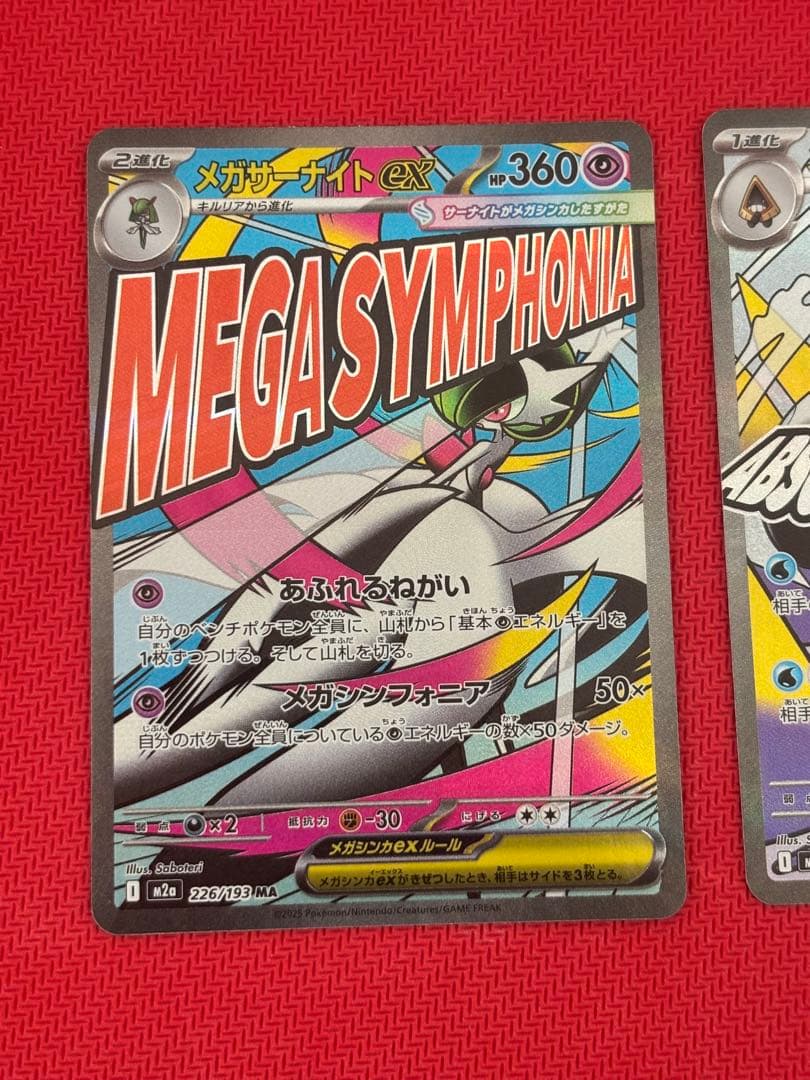 2進化
メガサーナイトex
HP360
キルリアから進化
サーナイトがメガシンカしたすがた
MEGA SYMPHONIA
あふれるねがい
自分のベンチポケモン全員に、山札から「基本エネルギー」を
1枚ずつつける。そして山札を切る。
メガシンフォニア 50×
自分のポケモン全員についているエネルギーの数×50ダメージ。
弱点 ×2 抵抗力 -30 にげる
メガシンカexルール
メガシンカexがきぜつしたとき、相手はサイドを3枚とる。
Illus. Saboteri
I M2a 226/193 MA
©2025 Pokémon/Nintendo/Creatures/GAME FREAK
1進化
ABS
相手
相手
Illus.
I